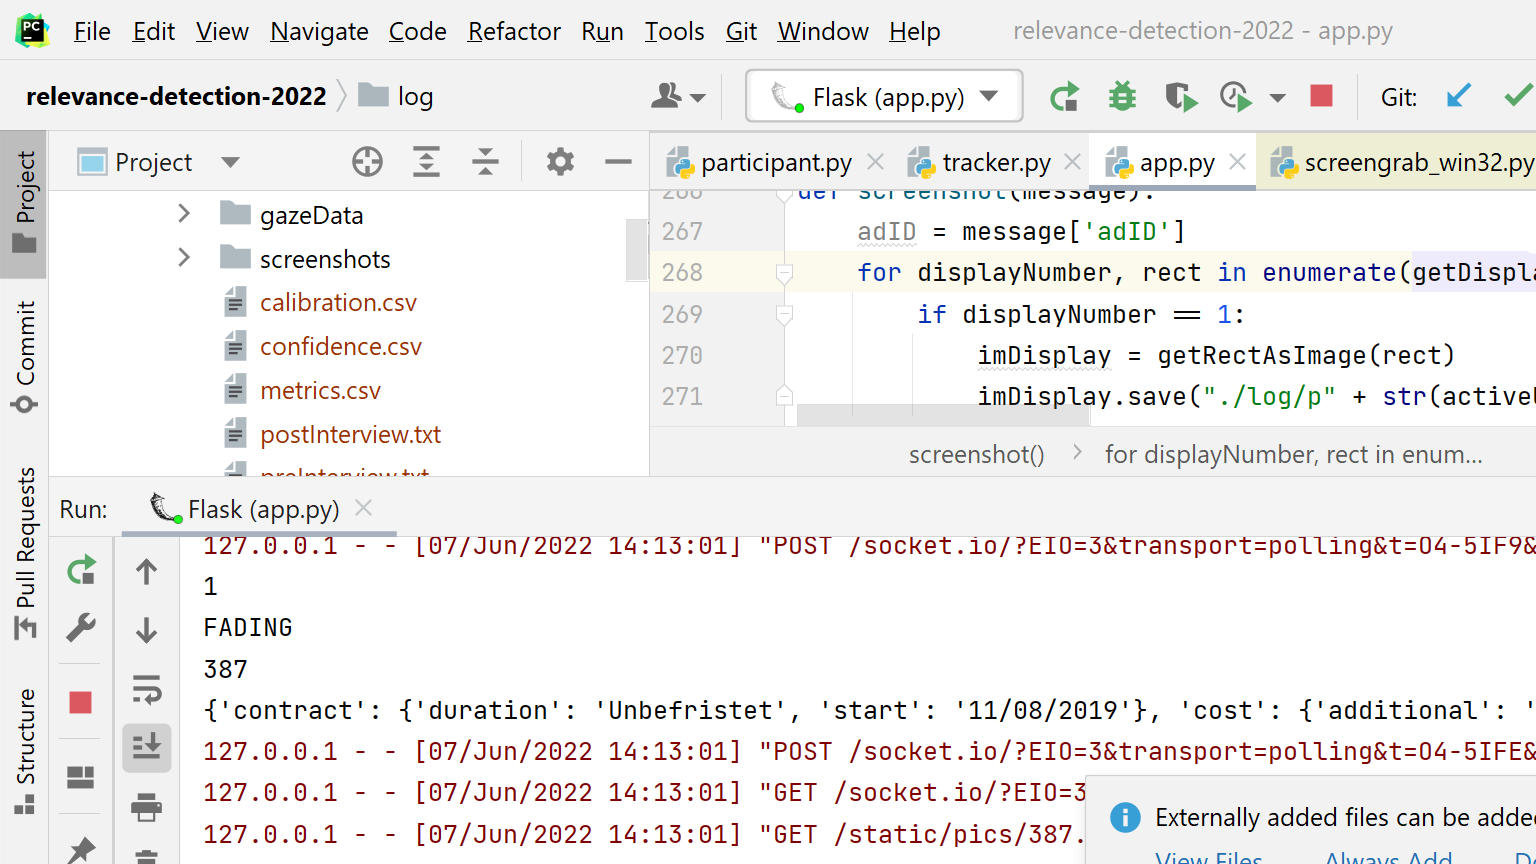 PC File Edit View Navigate Code Refactor Run Tools Git Window Help relevance-detection-2022 - app.py
relevance-detection-2022 log Flask (app.py) Git:
Project
participant.py tracker.py app.py screengrab_win32.py
Project
Commit
Pull Requests
Structure
gazeData
screenshots
calibration.csv
confidence.csv
metrics.csv
postInterview.txt
preInterview.txt
266 def screenshot(message):
267 adID = message['adID']
268 for displayNumber, rect in enumerate(getDispla
269 if displayNumber == 1:
270 imDisplay = getRectAsImage(rect)
271 imDisplay.save("./log/p" + str(active
screenshot() for displayNumber, rect in enum...
Run: Flask (app.py)
127.0.0.1 - - [07/Jun/2022 14:13:01] "POST /socket.io/?EIO=3&transport=polling&t=O4-5IF9&
1
FADING
387
{'contract': {'duration': 'Unbefristet', 'start': '11/08/2019'}, 'cost': {'additional': '
127.0.0.1 - - [07/Jun/2022 14:13:01] "POST /socket.io/?EIO=3&transport=polling&t=O4-5IFE&
127.0.0.1 - - [07/Jun/2022 14:13:01] "GET /socket.io/?EIO=3
127.0.0.1 - - [07/Jun/2022 14:13:01] "GET /static/pics/387.
Externally added files can be added
View Files Always Add